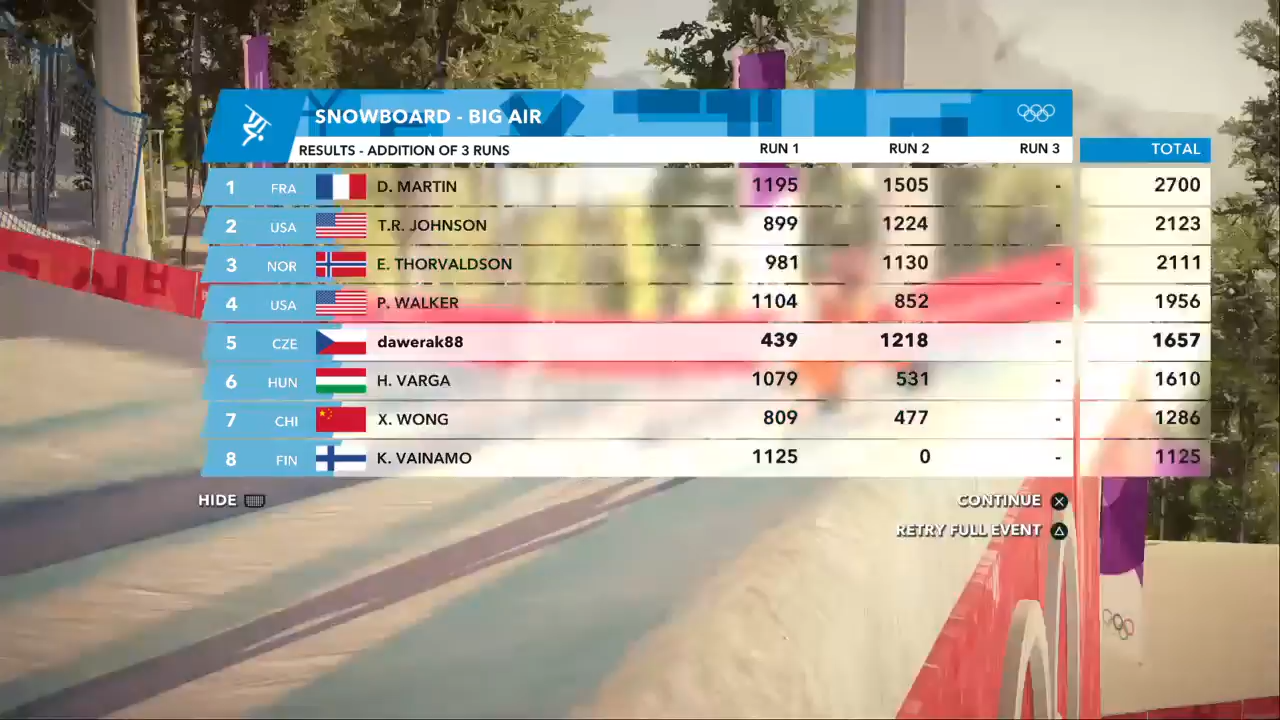 SNOWBOARD - BIG AIR
RESULTS - ADDITION OF 3 RUNS RUN 1 RUN 2 RUN 3 TOTAL
1 FRA D. MARTIN 1195 1505 - 2700
2 USA T.R. JOHNSON 899 1224 - 2123
3 NOR E. THORVALDSON 981 1130 - 2111
4 USA P. WALKER 1104 852 - 1956
5 CZE dawerak88 439 1218 - 1657
6 HUN H. VARGA 1079 531 - 1610
7 CHI X. WONG 809 477 - 1286
8 FIN K. VAINAMO 1125 0 - 1125
HIDE CONTINUE
RETRY FULL EVENT